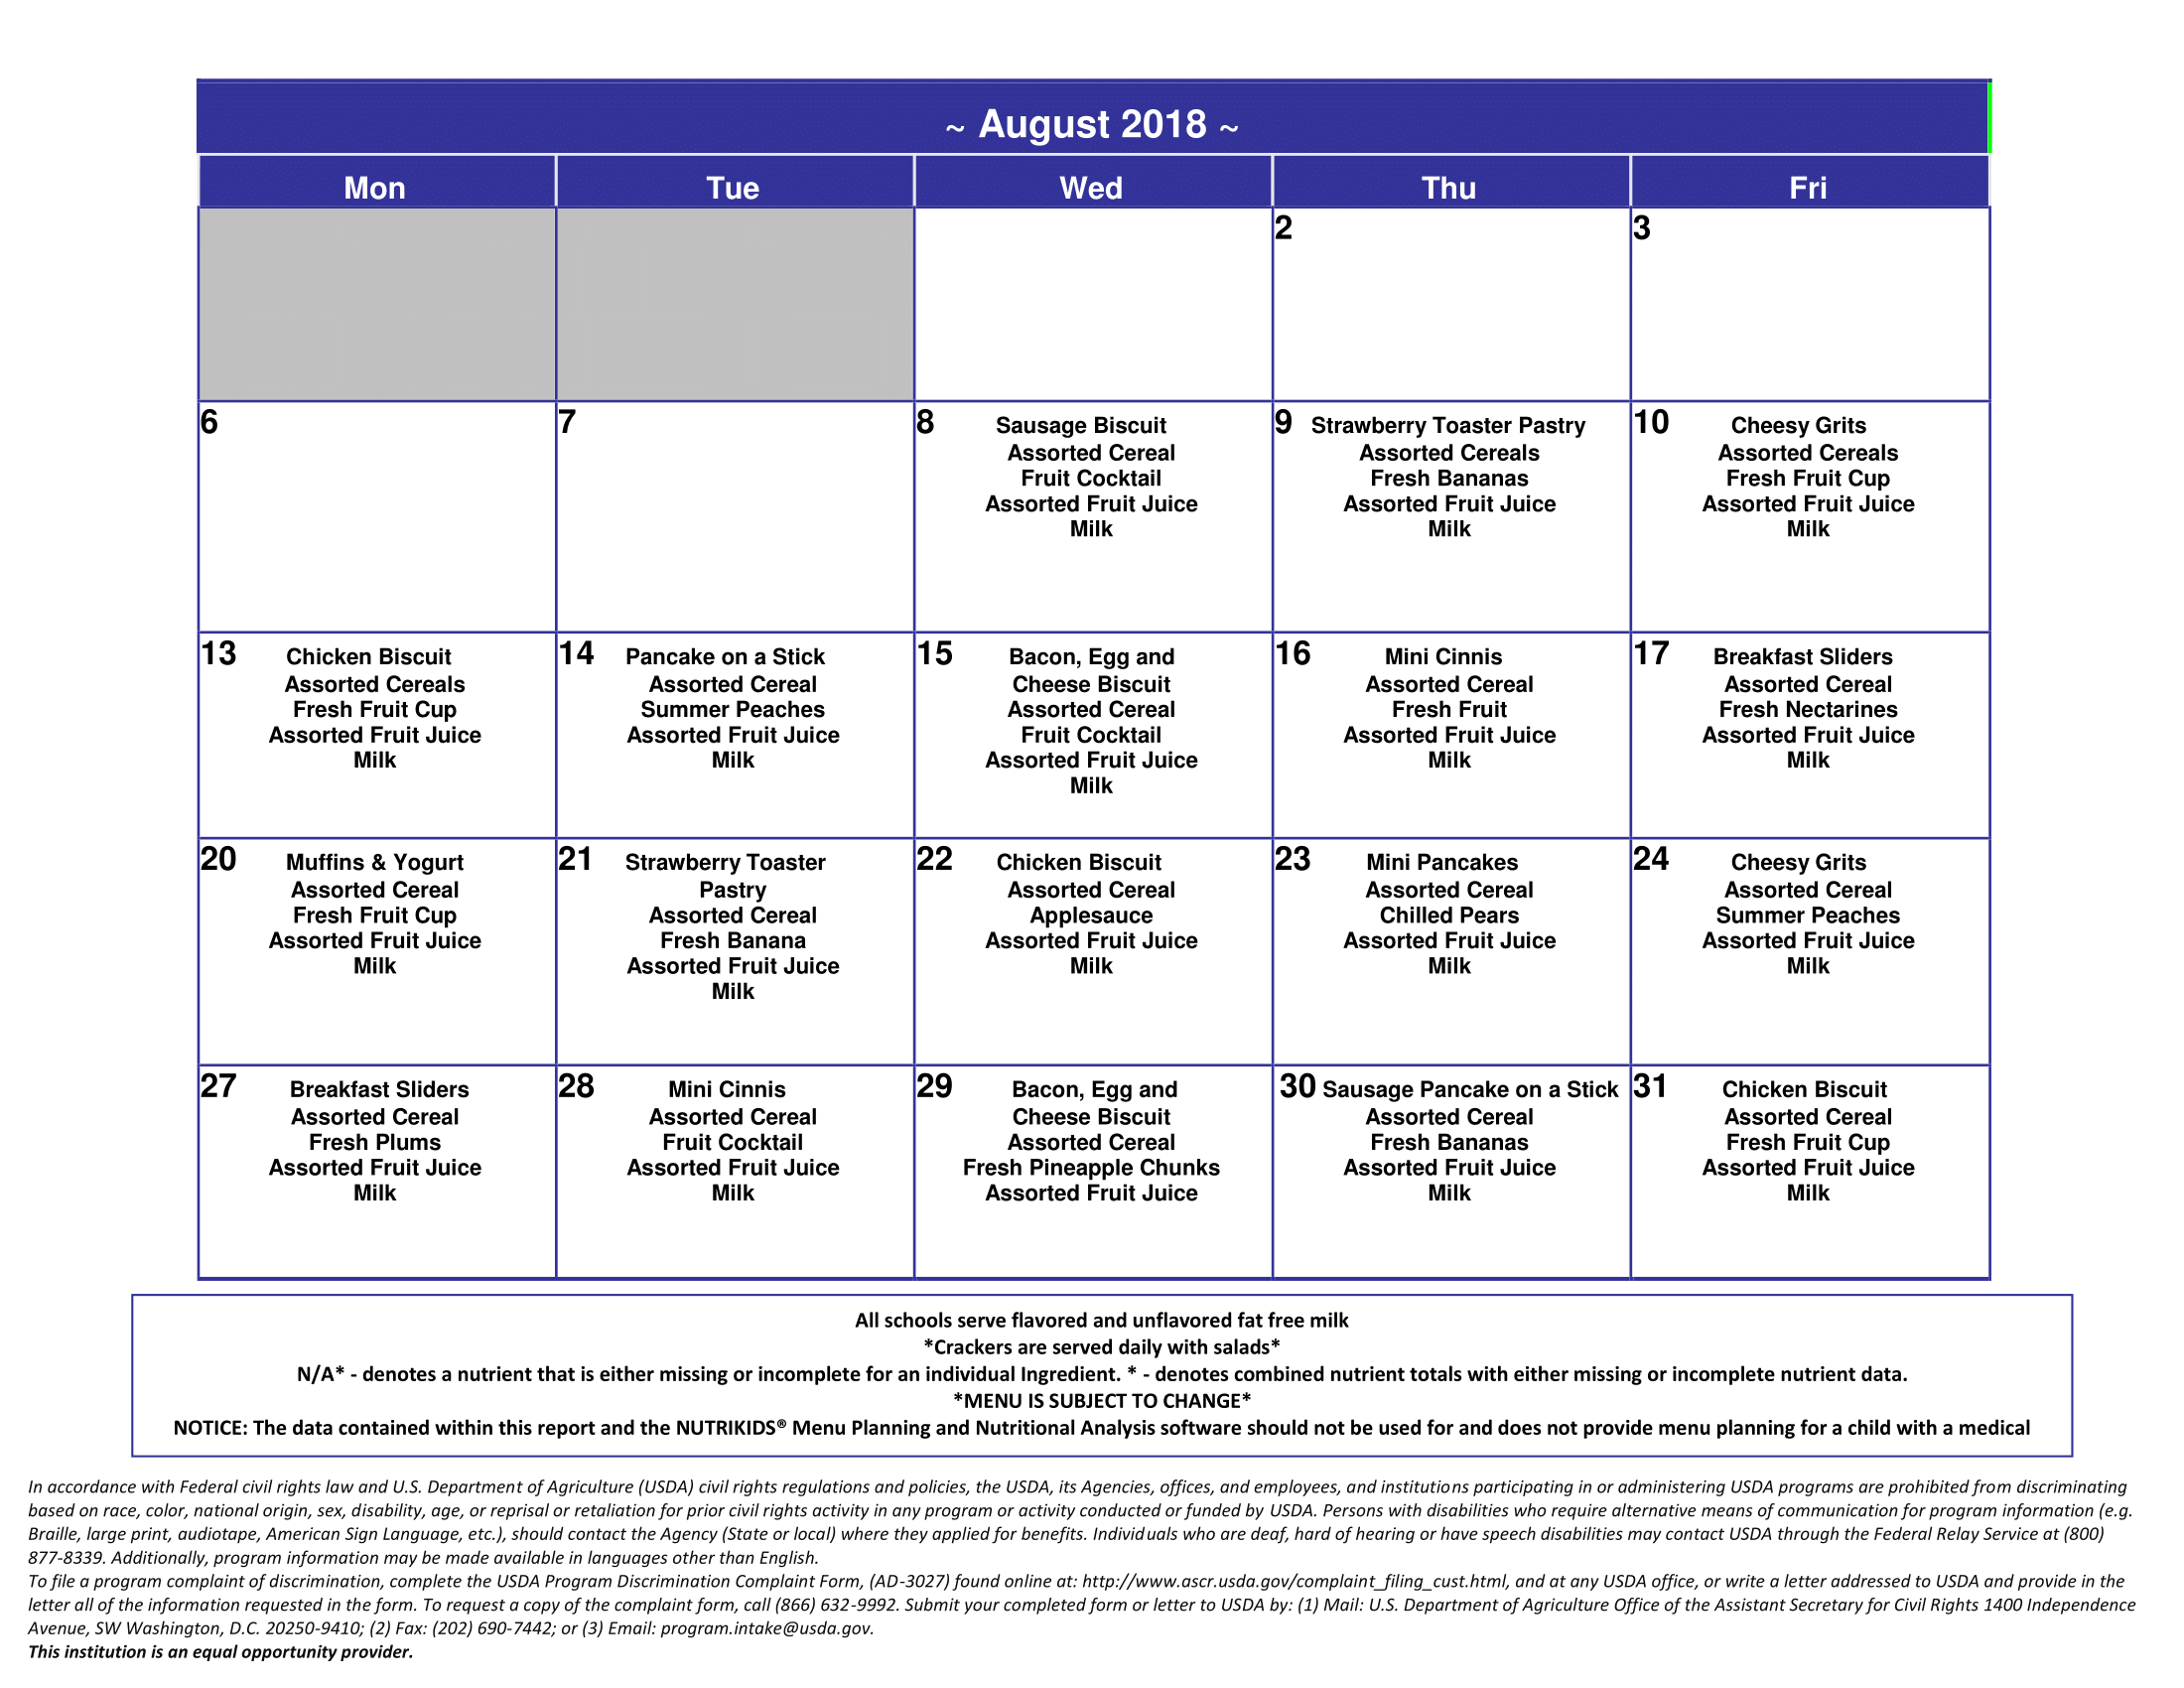 ~ August 2018 ~
Mon Tue Wed Thu Fri
2
3
6
7
8 Sausage Biscuit
Assorted Cereal
Fruit Cocktail
Assorted Fruit Juice
Milk
9 Strawberry Toaster Pastry
Assorted Cereals
Fresh Bananas
Assorted Fruit Juice
Milk
10 Cheesy Grits
Assorted Cereals
Fresh Fruit Cup
Assorted Fruit Juice
Milk
13 Chicken Biscuit
Assorted Cereals
Fresh Fruit Cup
Assorted Fruit Juice
Milk
14 Pancake on a Stick
Assorted Cereal
Summer Peaches
Assorted Fruit Juice
Milk
15 Bacon, Egg and
Cheese Biscuit
Assorted Cereal
Fruit Cocktail
Assorted Fruit Juice
Milk
16 Mini Cinnis
Assorted Cereal
Fresh Fruit
Assorted Fruit Juice
Milk
17 Breakfast Sliders
Assorted Cereal
Fresh Nectarines
Assorted Fruit Juice
Milk
20 Muffins & Yogurt
Assorted Cereal
Fresh Fruit Cup
Assorted Fruit Juice
Milk
21 Strawberry Toaster
Pastry
Assorted Cereal
Fresh Banana
Assorted Fruit Juice
Milk
22 Chicken Biscuit
Assorted Cereal
Applesauce
Assorted Fruit Juice
Milk
23 Mini Pancakes
Assorted Cereal
Chilled Pears
Assorted Fruit Juice
Milk
24 Cheesy Grits
Assorted Cereal
Summer Peaches
Assorted Fruit Juice
Milk
27 Breakfast Sliders
Assorted Cereal
Fresh Plums
Assorted Fruit Juice
Milk
28 Mini Cinnis
Assorted Cereal
Fruit Cocktail
Assorted Fruit Juice
Milk
29 Bacon, Egg and
Cheese Biscuit
Assorted Cereal
Fresh Pineapple Chunks
Assorted Fruit Juice
30 Sausage Pancake on a Stick
Assorted Cereal
Fresh Bananas
Assorted Fruit Juice
Milk
31 Chicken Biscuit
Assorted Cereal
Fresh Fruit Cup
Assorted Fruit Juice
Milk
All schools serve flavored and unflavored fat free milk
*Crackers are served daily with salads*
N/A* - denotes a nutrient that is either missing or incomplete for an individual Ingredient. * - denotes combined nutrient totals with either missing or incomplete nutrient data.
*MENU IS SUBJECT TO CHANGE*
NOTICE: The data contained within this report and the NUTRIKIDS® Menu Planning and Nutritional Analysis software should not be used for and does not provide menu planning for a child with a medical
In accordance with Federal civil rights law and U.S. Department of Agriculture (USDA) civil rights regulations and policies, the USDA, its Agencies, offices, and employees, and institutions participating in or administering USDA programs are prohibited from discriminating
based on race, color, national origin, sex, disability, age, or reprisal or retaliation for prior civil rights activity in any program or activity conducted or funded by USDA. Persons with disabilities who require alternative means of communication for program information (e.g.
Braille, large print, audiotape, American Sign Language, etc.), should contact the Agency (State or local) where they applied for benefits. Individuals who are deaf, hard of hearing or have speech disabilities may contact USDA through the Federal Relay Service at (800)
877-8339. Additionally, program information may be made available in languages other than English.
To file a program complaint of discrimination, complete the USDA Program Discrimination Complaint Form, (AD-3027) found online at: http://www.ascr.usda.gov/complaint_filing_cust.html, and at any USDA office, or write a letter addressed to USDA and provide in the
letter all of the information requested in the form. To request a copy of the complaint form, call (866) 632-9992. Submit your completed form or letter to USDA by: (1) Mail: U.S. Department of Agriculture Office of the Assistant Secretary for Civil Rights 1400 Independence
Avenue, SW Washington, D.C. 20250-9410; (2) Fax: (202) 690-7442; or (3) Email: program.intake@usda.gov.
This institution is an equal opportunity provider.